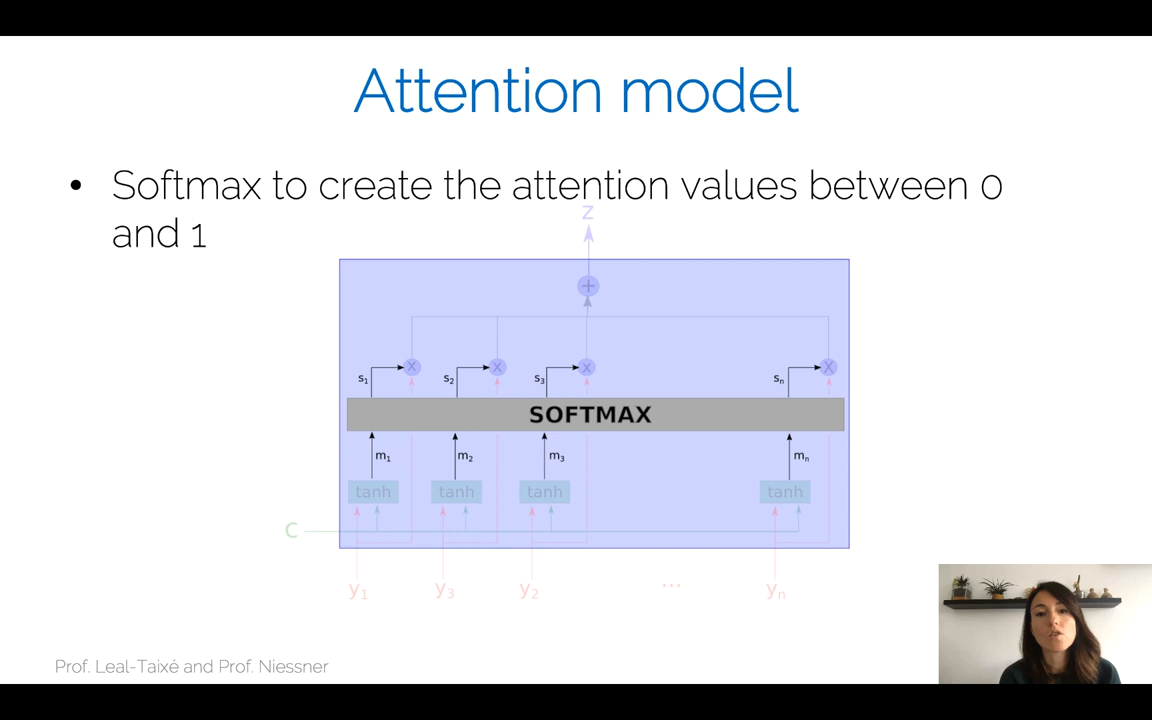 Attention model
• Softmax to create the attention values between 0
and 1
z
+
x x x x
s1 s2 s3 sn
SOFTMAX
m1 m2 m3 mn
tanh tanh tanh tanh
c
y1 y3 y2 ... yn
Prof. Leal-Taixé and Prof. Niessner